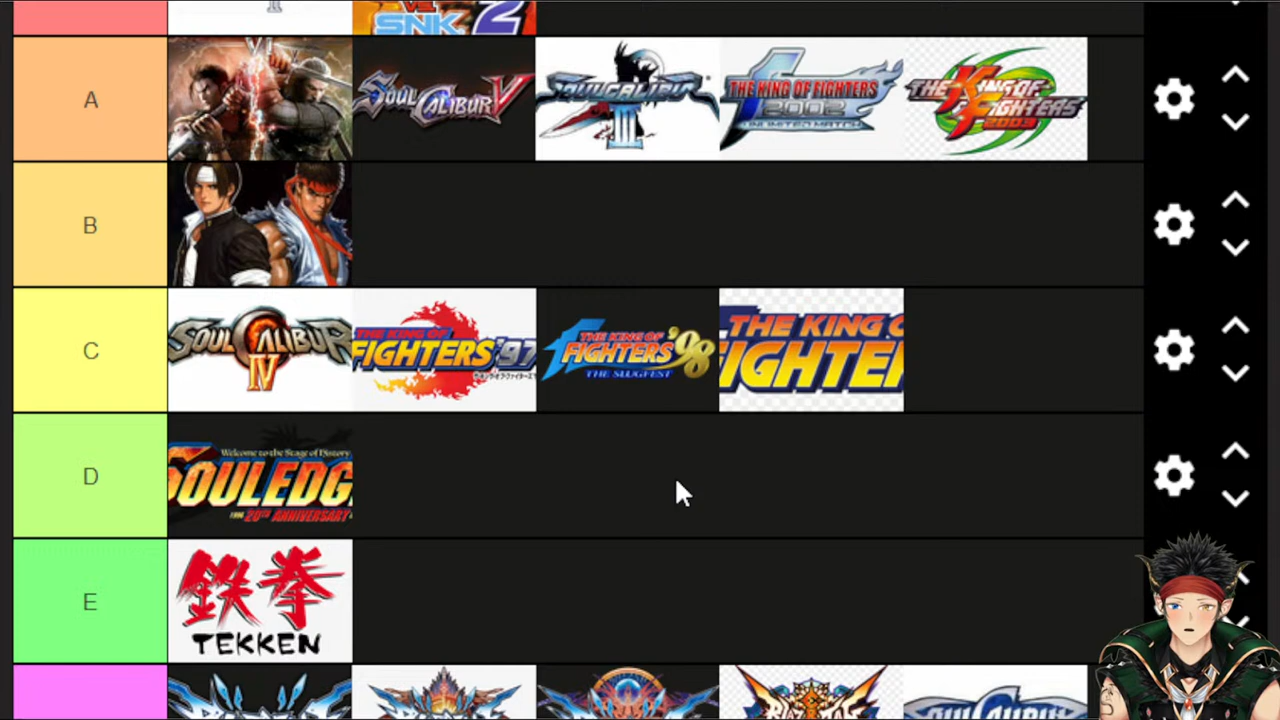 SNK 2
A
SOULCALIBUR V
SOULCALIBUR
III
THE KING OF FIGHTERS
2002
UNLIMITED MATCH
THE KING OF
FIGHTERS
2003
B
C
SOULCALIBUR
IV
THE KING OF
FIGHTERS '97
THE KING OF
FIGHTERS '98
THE SLUGFEST
THE KING O
FIGHTER
D
Welcome to the Stage of History
SOULEDG
1996 20TH ANNIVERSARY
E
鉄拳
TEKKEN